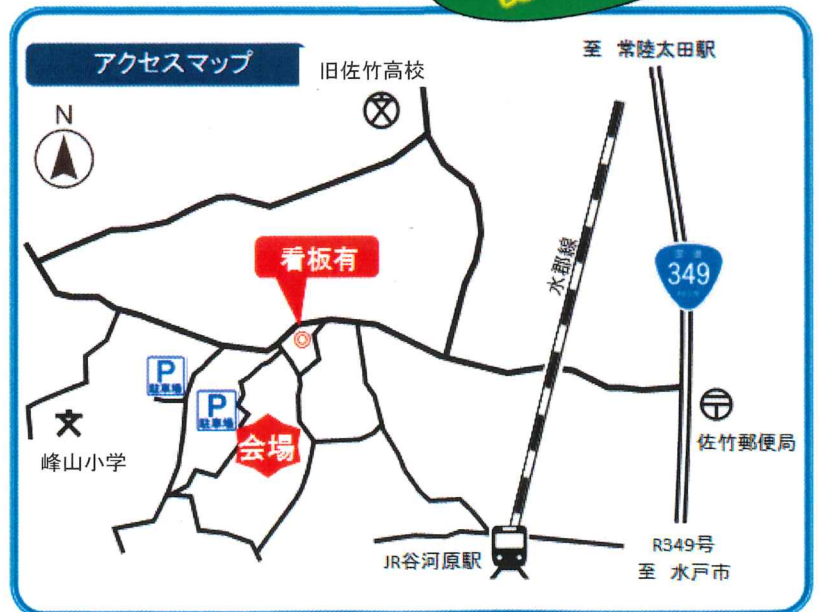 アクセスマップ
旧佐竹高校
至 常陸太田駅
N
看板有
水郡線
349
P
駐車場
P
駐車場
会場
峰山小学
佐竹郵便局
JR谷河原駅
R349号
至 水戸市